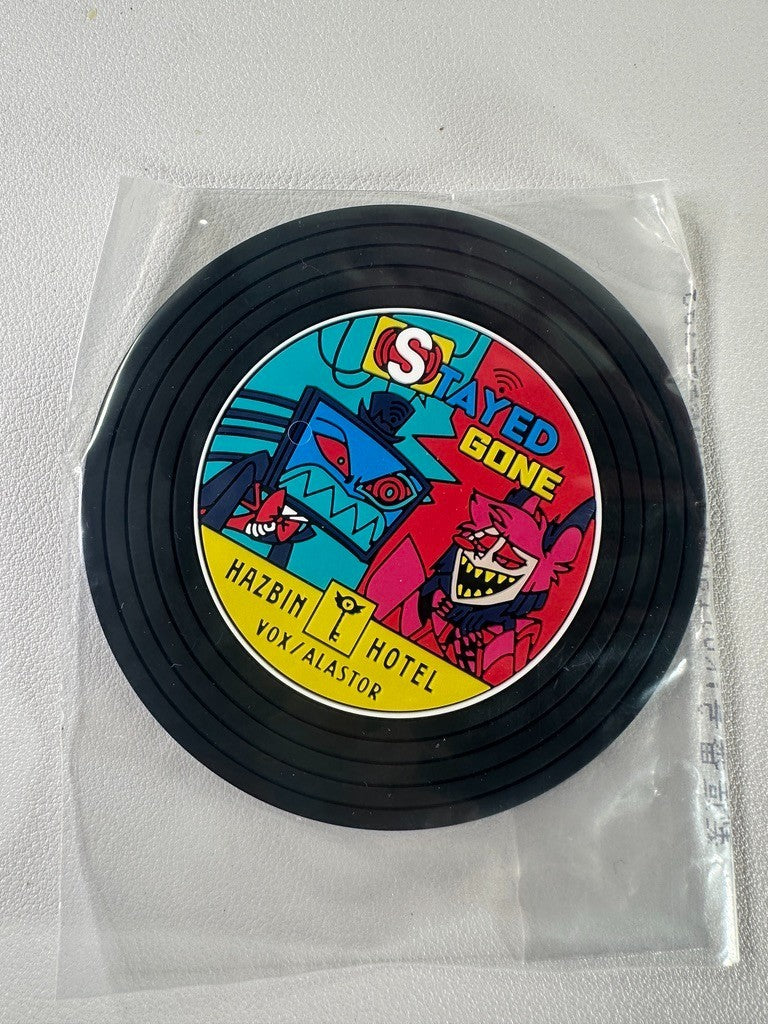 STAYED
GONE
HAZBIN HOTEL
VOX/ALASTOR